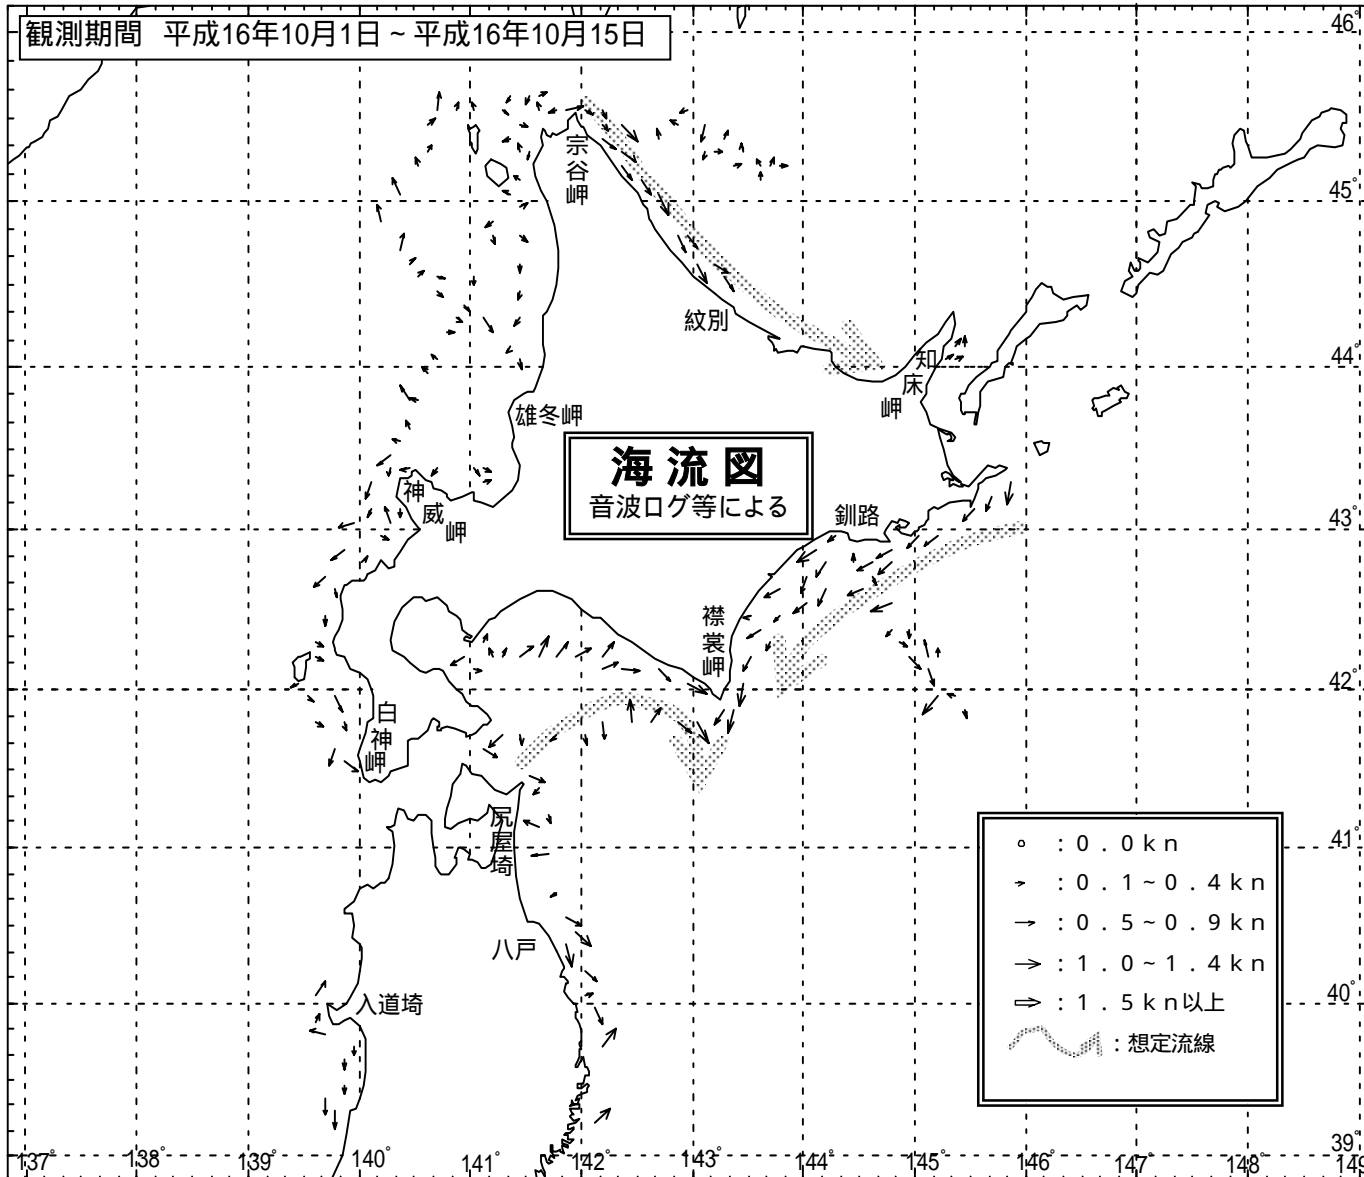 観測期間 平成16年10月1日 ~ 平成16年10月15日
46°
宗谷岬
45°
紋別
知床岬
44°
雄冬岬
海流図
音波ログ等による
神威岬
釧路
43°
襟裳岬
42°
白神岬
尻屋埼
41°
八戸
入道埼
40°
:0.0kn
:0.1~0.4kn
:0.5~0.9kn
:1.0~1.4kn
:1.5kn以上
:想定流線
39°
137° 138° 139° 140° 141° 142° 143° 144° 145° 146° 147° 148° 149